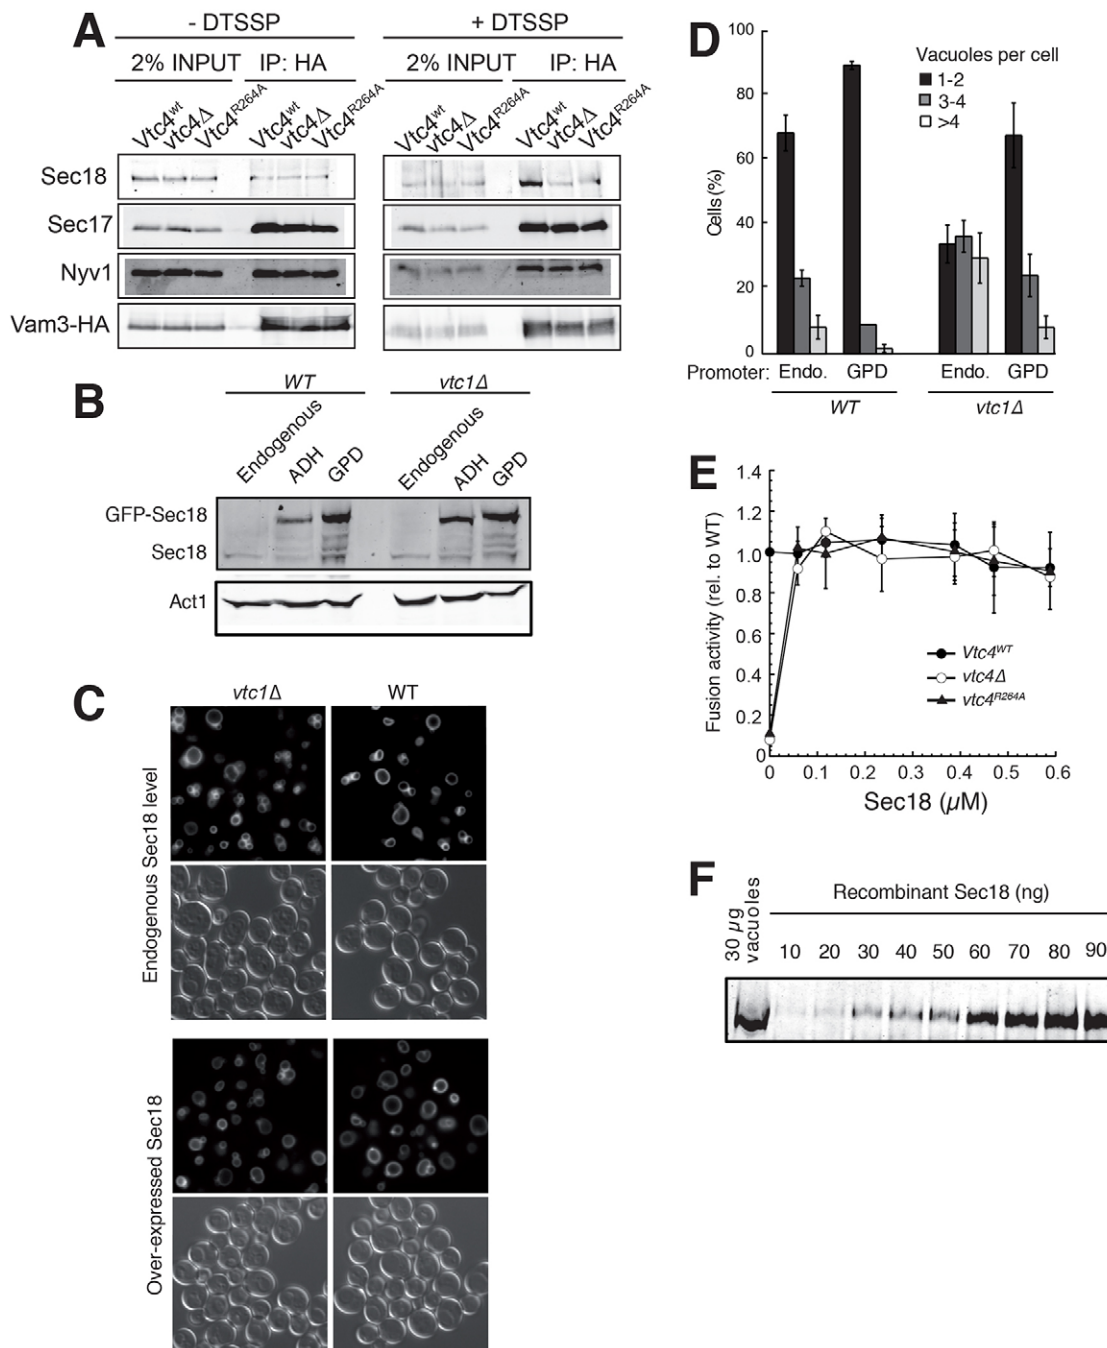 A
- DTSSP
+ DTSSP
2% INPUT IP: HA
2% INPUT IP: HA
Vtc4wt vtc4Δ Vtc4R264A Vtc4wt vtc4Δ Vtc4R264A
Vtc4wt vtc4Δ Vtc4R264A Vtc4wt vtc4Δ Vtc4R264A
Sec18
Sec17
Nyv1
Vam3-HA
B
WT vtc1Δ
Endogenous ADH GPD Endogenous ADH GPD
GFP-Sec18
Sec18
Act1
C
vtc1Δ WT
Endogenous Sec18 level
Over-expressed Sec18
D
Vacuoles per cell
1-2
3-4
>4
Cells (%)
100
80
60
40
20
0
Promoter: Endo. GPD Endo. GPD
WT vtc1Δ
E
Fusion activity (rel. to WT)
1.4
1.2
1.0
0.8
0.6
0.4
0.2
0
Vtc4WT
vtc4Δ
vtc4R264A
0 0.1 0.2 0.3 0.4 0.5 0.6
Sec18 (µM)
F
30 µg vacuoles
Recombinant Sec18 (ng)
10 20 30 40 50 60 70 80 90